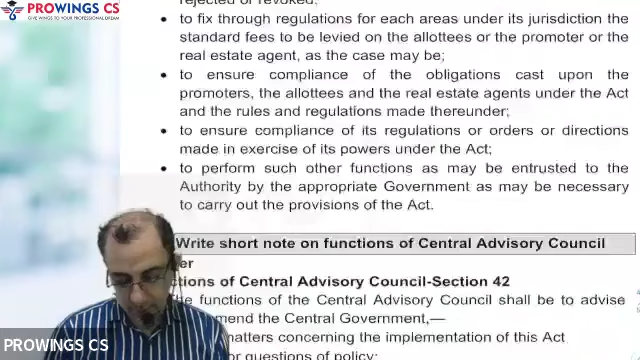 PROWINGS CS
GIVE WINGS TO YOUR PROFESSIONAL DREAM
rejected or revoked;
• to fix through regulations for each areas under its jurisdiction the
standard fees to be levied on the allottees or the promoter or the
real estate agent, as the case may be;
• to ensure compliance of the obligations cast upon the
promoters, the allottees and the real estate agents under the Act
and the rules and regulations made thereunder;
• to ensure compliance of its regulations or orders or directions
made in exercise of its powers under the Act;
• to perform such other functions as may be entrusted to the
Authority by the appropriate Government as may be necessary
to carry out the provisions of the Act.
Write short note on functions of Central Advisory Council
er
ctions of Central Advisory Council-Section 42
he functions of the Central Advisory Council shall be to advise
mmend the Central Government,—
matters concerning the implementation of this Act
or questions of policy;
PROWINGS CS